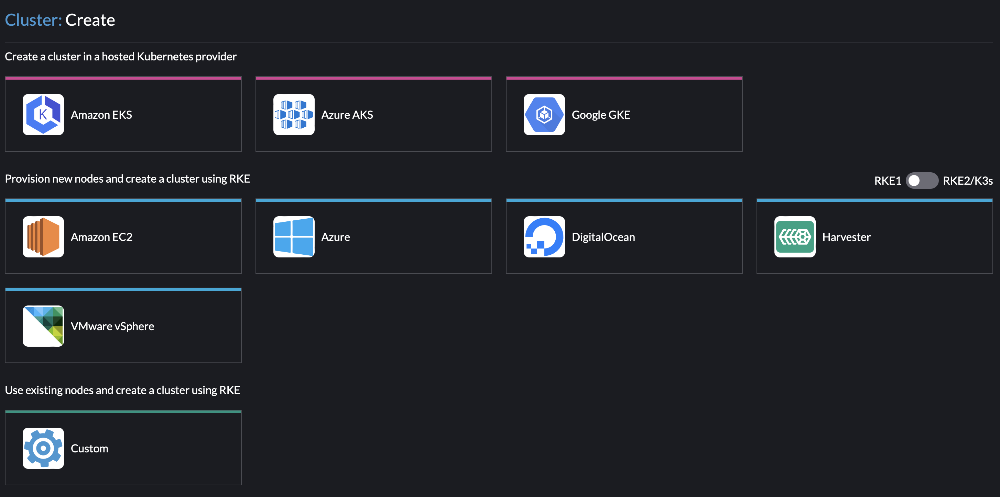 Cluster: Create
Create a cluster in a hosted Kubernetes provider
K
Amazon EKS
Azure AKS
Google GKE
Provision new nodes and create a cluster using RKE
RKE1
RKE2/K3s
Amazon EC2
Azure
DigitalOcean
Harvester
VMware vSphere
Use existing nodes and create a cluster using RKE
Custom